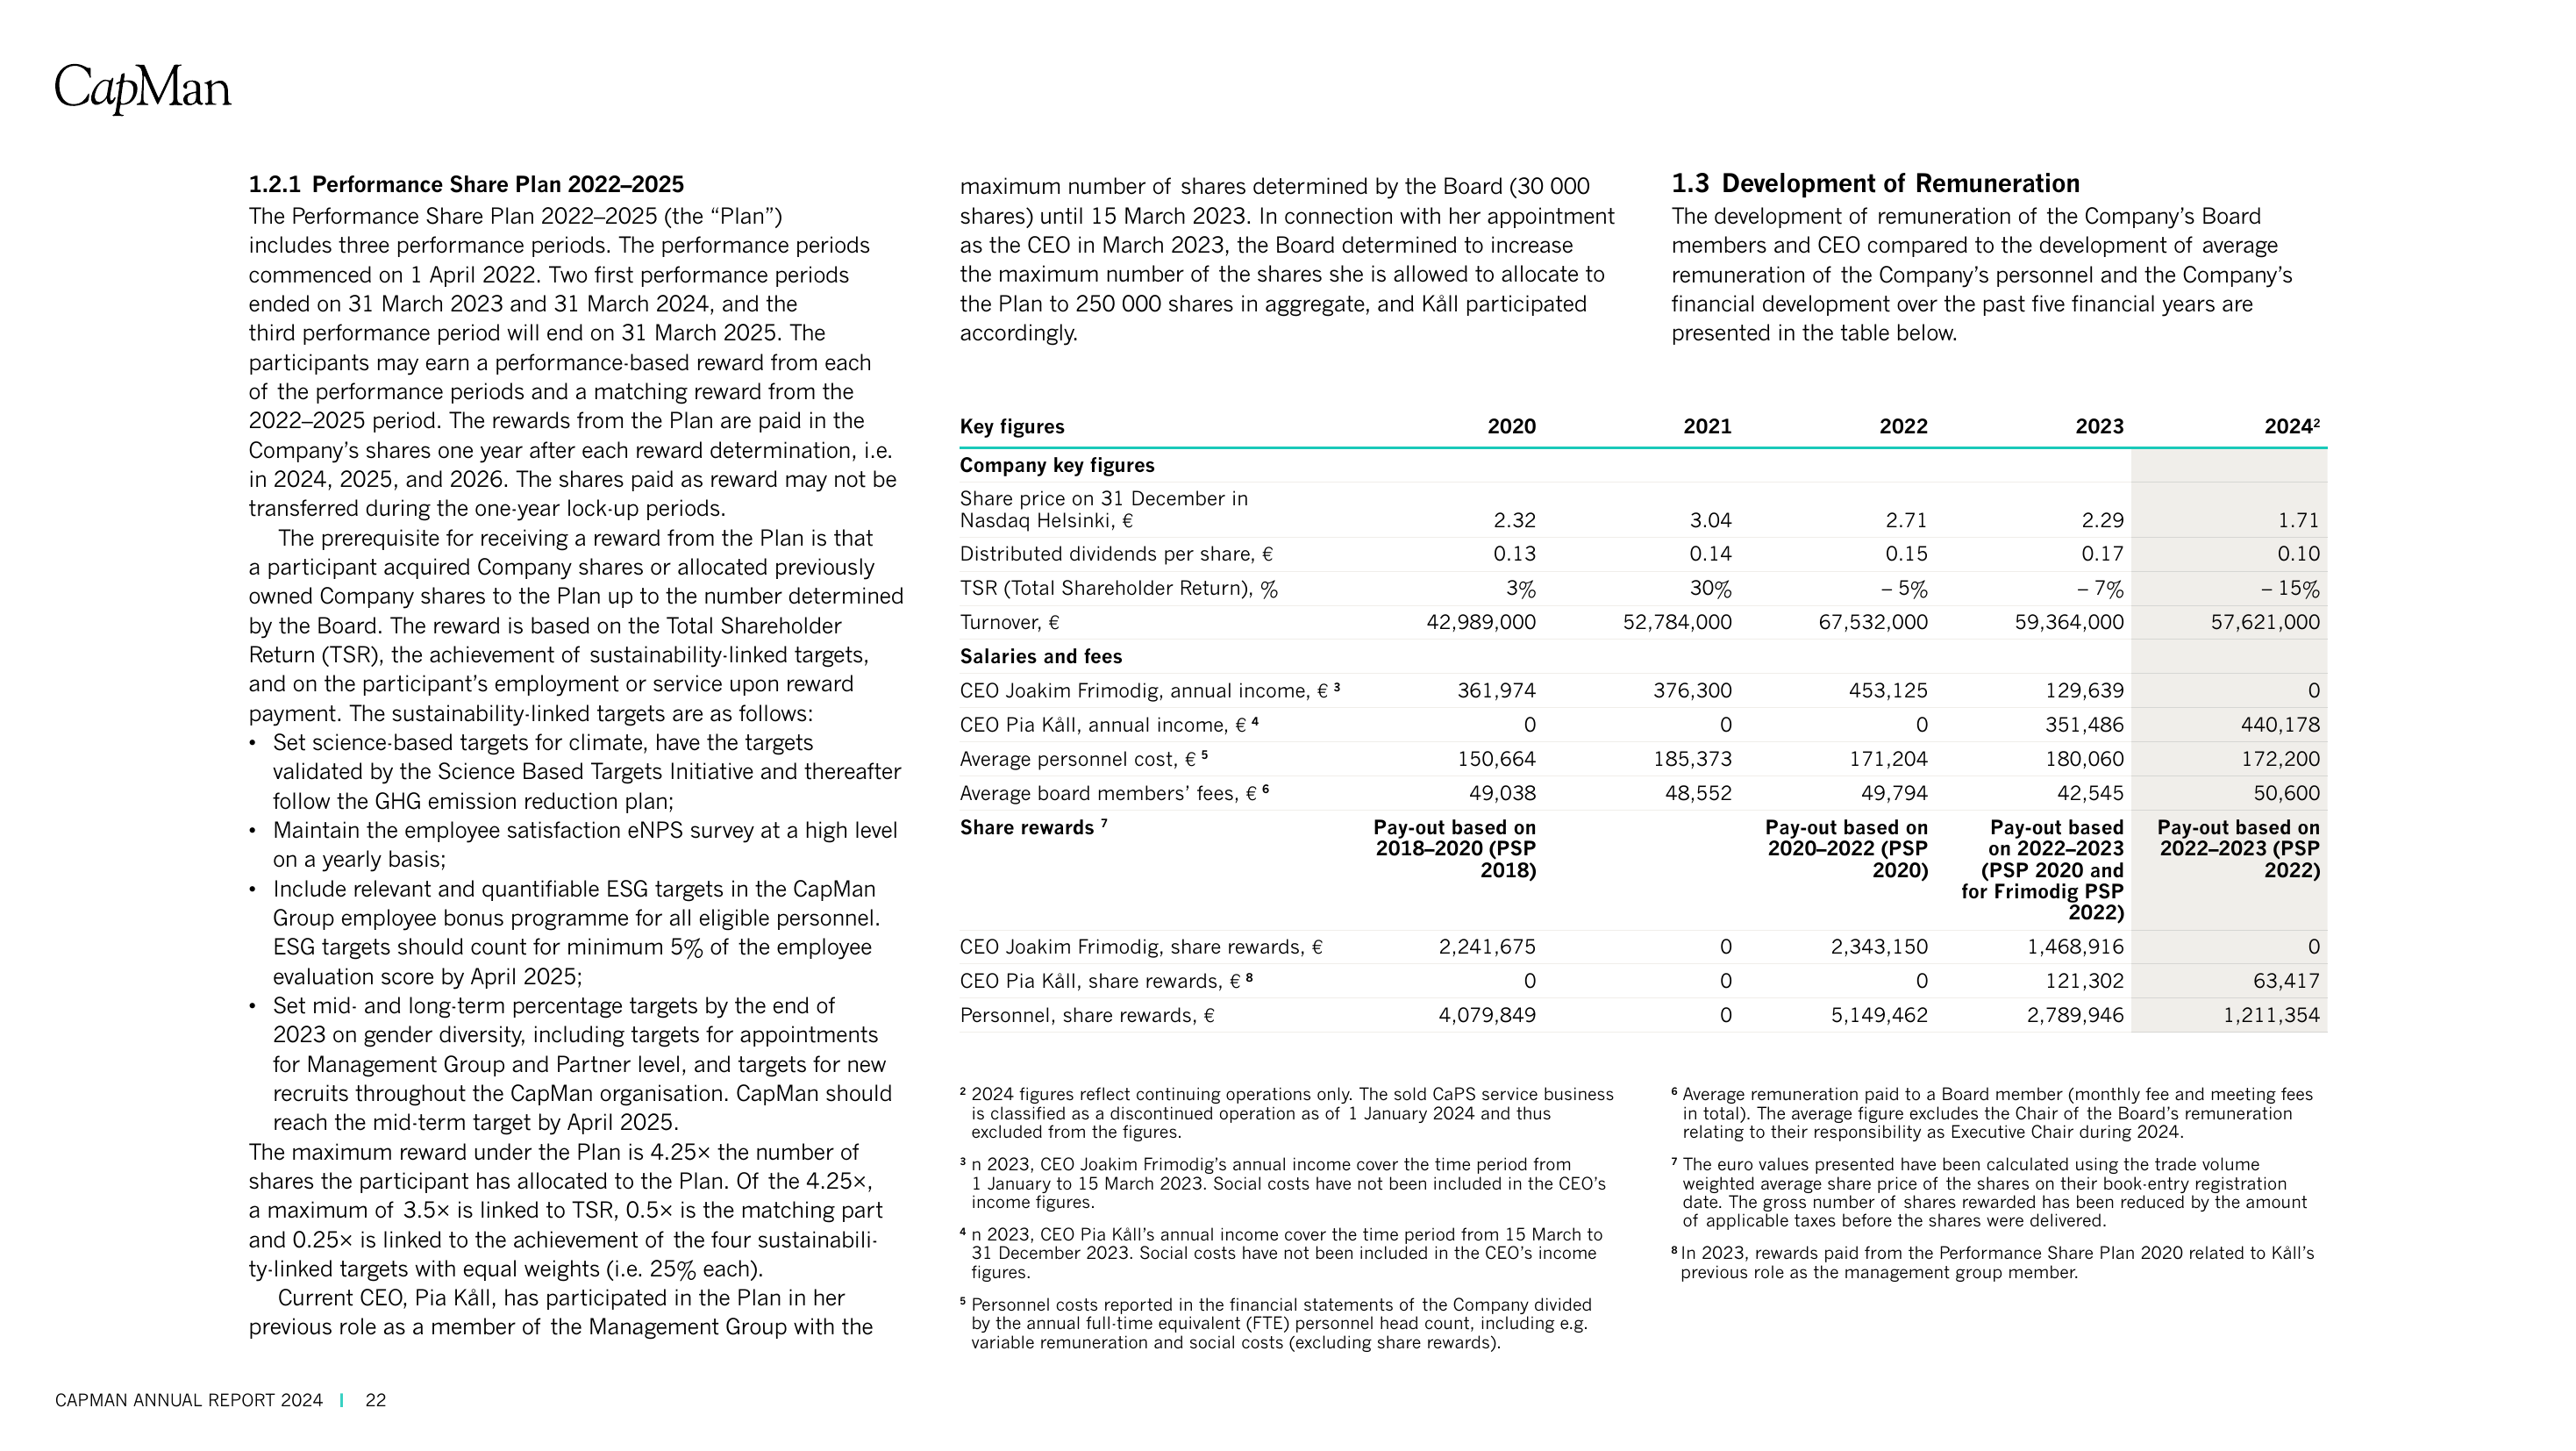 CapMan
1.2.1 Performance Share Plan 2022–2025
The Performance Share Plan 2022–2025 (the “Plan”)
includes three performance periods. The performance periods
commenced on 1 April 2022. Two first performance periods
ended on 31 March 2023 and 31 March 2024, and the
third performance period will end on 31 March 2025. The
participants may earn a performance-based reward from each
of the performance periods and a matching reward from the
2022–2025 period. The rewards from the Plan are paid in the
Company’s shares one year after each reward determination, i.e.
in 2024, 2025, and 2026. The shares paid as reward may not be
transferred during the one-year lock-up periods.
The prerequisite for receiving a reward from the Plan is that
a participant acquired Company shares or allocated previously
owned Company shares to the Plan up to the number determined
by the Board. The reward is based on the Total Shareholder
Return (TSR), the achievement of sustainability-linked targets,
and on the participant’s employment or service upon reward
payment. The sustainability-linked targets are as follows:
• Set science-based targets for climate, have the targets
validated by the Science Based Targets Initiative and thereafter
follow the GHG emission reduction plan;
• Maintain the employee satisfaction eNPS survey at a high level
on a yearly basis;
• Include relevant and quantifiable ESG targets in the CapMan
Group employee bonus programme for all eligible personnel.
ESG targets should count for minimum 5% of the employee
evaluation score by April 2025;
• Set mid- and long-term percentage targets by the end of
2023 on gender diversity, including targets for appointments
for Management Group and Partner level, and targets for new
recruits throughout the CapMan organisation. CapMan should
reach the mid-term target by April 2025.
The maximum reward under the Plan is 4.25× the number of
shares the participant has allocated to the Plan. Of the 4.25×,
a maximum of 3.5× is linked to TSR, 0.5× is the matching part
and 0.25× is linked to the achievement of the four sustainabili-
ty-linked targets with equal weights (i.e. 25% each).
Current CEO, Pia Kåll, has participated in the Plan in her
previous role as a member of the Management Group with the
maximum number of shares determined by the Board (30 000
shares) until 15 March 2023. In connection with her appointment
as the CEO in March 2023, the Board determined to increase
the maximum number of the shares she is allowed to allocate to
the Plan to 250 000 shares in aggregate, and Kåll participated
accordingly.
1.3 Development of Remuneration
The development of remuneration of the Company’s Board
members and CEO compared to the development of average
remuneration of the Company’s personnel and the Company’s
financial development over the past five financial years are
presented in the table below.
Key figures 2020 2021 2022 2023 2024²
Company key figures
Share price on 31 December in
Nasdaq Helsinki, € 2.32 3.04 2.71 2.29 1.71
Distributed dividends per share, € 0.13 0.14 0.15 0.17 0.10
TSR (Total Shareholder Return), % 3% 30% – 5% – 7% – 15%
Turnover, € 42,989,000 52,784,000 67,532,000 59,364,000 57,621,000
Salaries and fees
CEO Joakim Frimodig, annual income, € ³ 361,974 376,300 453,125 129,639 0
CEO Pia Kåll, annual income, € ⁴ 0 0 0 351,486 440,178
Average personnel cost, € ⁵ 150,664 185,373 171,204 180,060 172,200
Average board members’ fees, € ⁶ 49,038 48,552 49,794 42,545 50,600
Share rewards ⁷ Pay-out based on Pay-out based on Pay-out based Pay-out based on
2018–2020 (PSP 2020–2022 (PSP on 2022–2023 2022–2023 (PSP
2018) 2020) (PSP 2020 and 2022)
for Frimodig PSP
2022)
CEO Joakim Frimodig, share rewards, € 2,241,675 0 2,343,150 1,468,916 0
CEO Pia Kåll, share rewards, € ⁸ 0 0 0 121,302 63,417
Personnel, share rewards, € 4,079,849 0 5,149,462 2,789,946 1,211,354
² 2024 figures reflect continuing operations only. The sold CaPS service business
is classified as a discontinued operation as of 1 January 2024 and thus
excluded from the figures.
³ n 2023, CEO Joakim Frimodig’s annual income cover the time period from
1 January to 15 March 2023. Social costs have not been included in the CEO’s
income figures.
⁴ n 2023, CEO Pia Kåll’s annual income cover the time period from 15 March to
31 December 2023. Social costs have not been included in the CEO’s income
figures.
⁵ Personnel costs reported in the financial statements of the Company divided
by the annual full-time equivalent (FTE) personnel head count, including e.g.
variable remuneration and social costs (excluding share rewards).
⁶ Average remuneration paid to a Board member (monthly fee and meeting fees
in total). The average figure excludes the Chair of the Board’s remuneration
relating to their responsibility as Executive Chair during 2024.
⁷ The euro values presented have been calculated using the trade volume
weighted average share price of the shares on their book-entry registration
date. The gross number of shares rewarded has been reduced by the amount
of applicable taxes before the shares were delivered.
⁸ In 2023, rewards paid from the Performance Share Plan 2020 related to Kåll’s
previous role as the management group member.
CAPMAN ANNUAL REPORT 2024 | 22